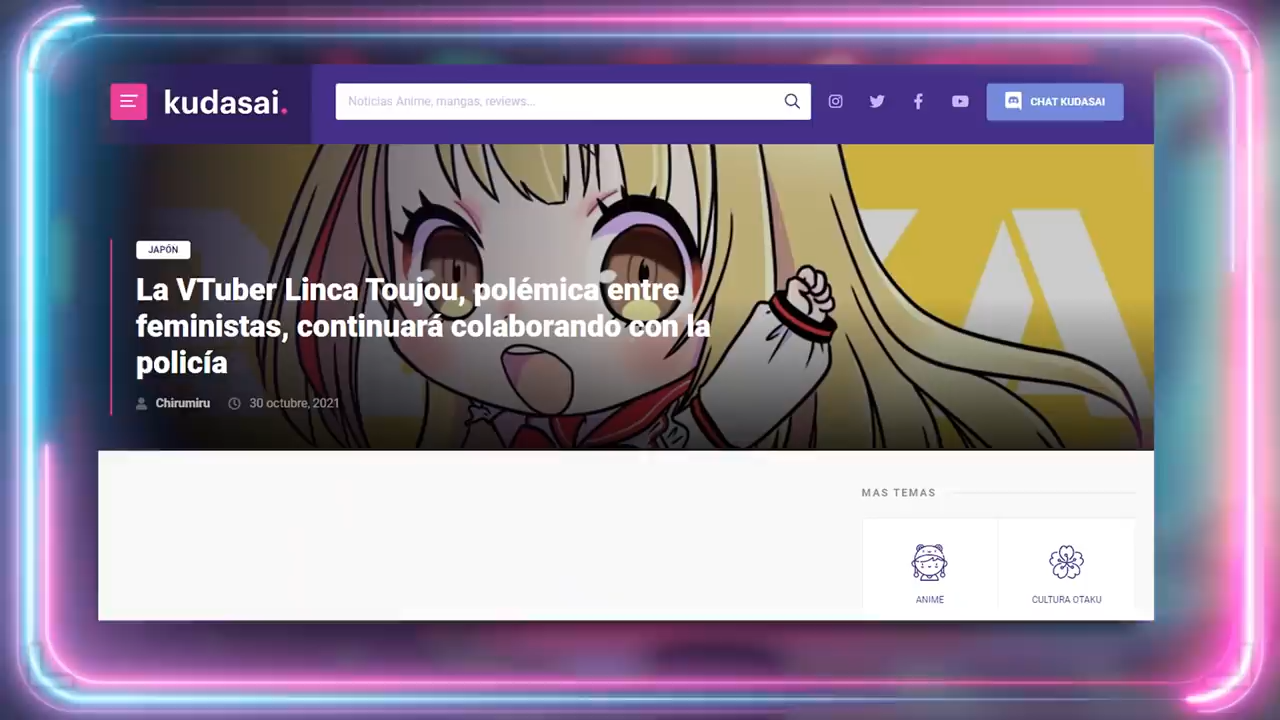 kudasai.
Noticias Anime, mangas, reviews...
CHAT KUDASAI
JAPÓN
La VTuber Linca Toujou, polémica entre
feministas, continuará colaborando con la
policía
Chirumiru 30 octubre, 2021
MAS TEMAS
ANIME
CULTURA OTAKU